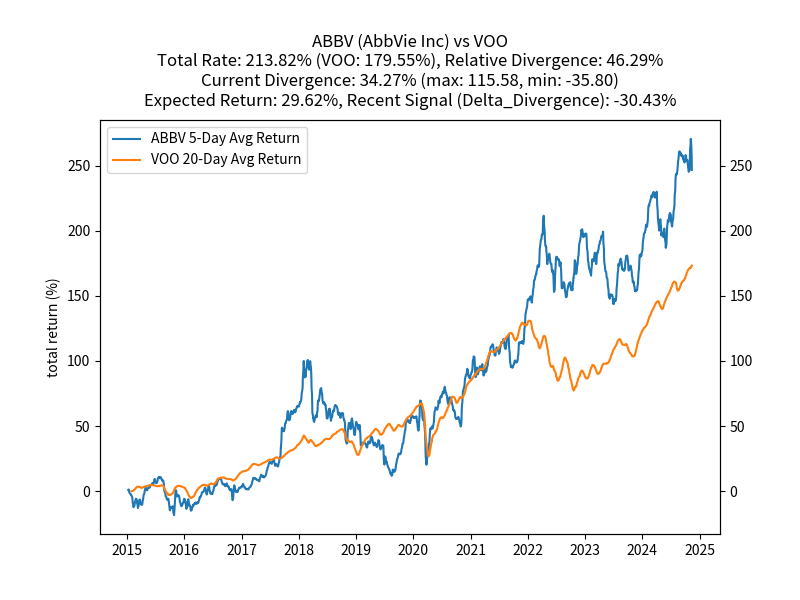 ABBV (AbbVie Inc) vs VOO
Total Rate: 213.82% (VOO: 179.55%), Relative Divergence: 46.29%
Current Divergence: 34.27% (max: 115.58, min: -35.80)
Expected Return: 29.62%, Recent Signal (Delta_Divergence): -30.43%
ABBV 5-Day Avg Return
VOO 20-Day Avg Return
total return (%)
250 250
200 200
150 150
100 100
50 50
0 0
2015 2016 2017 2018 2019 2020 2021 2022 2023 2024 2025